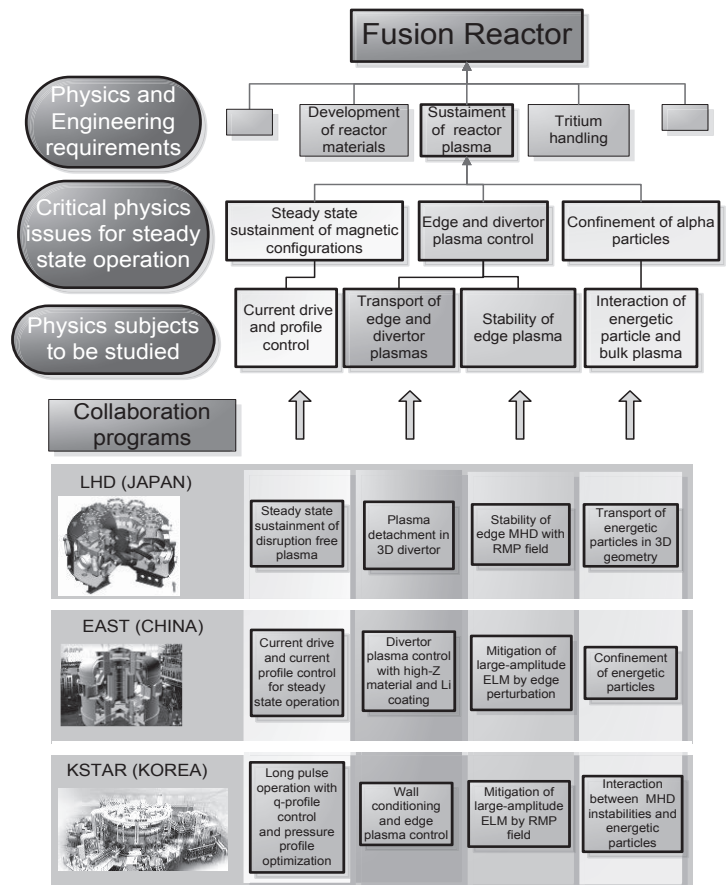 Fusion Reactor
Physics and
Engineering
requirements
Development
of reactor
materials
Sustaiment
of reactor
plasma
Tritium
handling
Critical physics
issues for steady
state operation
Steady state
sustainment of magnetic
configurations
Edge and divertor
plasma control
Confinement of alpha
particles
Physics subjects
to be studied
Current drive
and profile
control
Transport of
edge and
divertor
plasmas
Stability of
edge plasma
Interaction of
energetic
particle and
bulk plasma
Collaboration
programs
LHD (JAPAN)
Steady state
sustainment of
disruption free
plasma
Plasma
detachment in
3D divertor
Stability of
edge MHD with
RMP field
Transport of
energetic
particles in 3D
geometry
EAST (CHINA)
ASIPP
Current drive
and current
profile control
for steady
state operation
Divertor
plasma control
with high-Z
material and Li
coating
Mitigation of
large-amplitude
ELM by edge
perturbation
Confinement
of energetic
particles
KSTAR (KOREA)
Long pulse
operation with
q-profile
control
and pressure
profile
optimization
Wall
conditioning
and edge
plasma control
Mitigation of
large-amplitude
ELM by RMP
field
Interaction
between MHD
instabilities and
energetic
particles